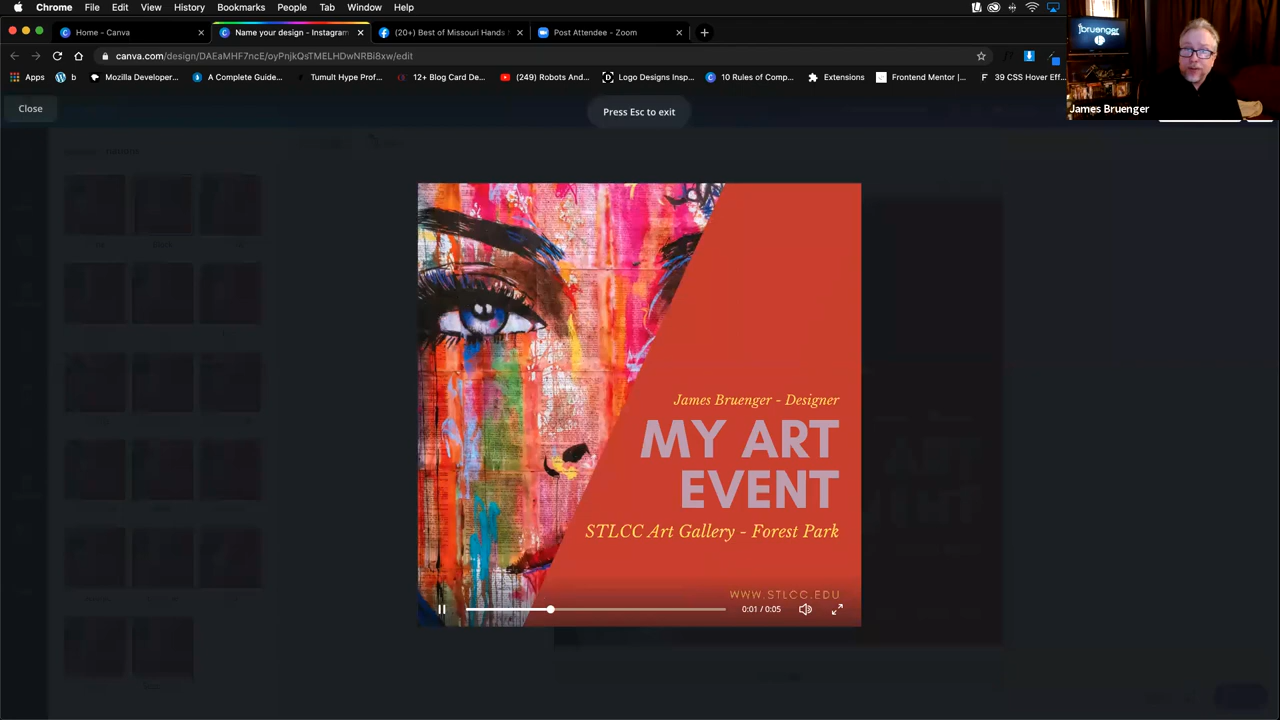 Chrome File Edit View History Bookmarks People Tab Window Help
Home - Canva
Name your design - Instagram
(20+) Best of Missouri Hands
Post Attendee - Zoom
canva.com/design/DAEaMHF7ncE/oyPnjkQsTMELHDwNRBi8xw/edit
Apps
b
Mozilla Developer...
A Complete Guide...
Tumult Hype Prof...
12+ Blog Card De...
(249) Robots And...
Logo Designs Insp...
10 Rules of Comp...
Extensions
Frontend Mentor |...
39 CSS Hover Eff...
jbruenger
James Bruenger
Close
Press Esc to exit
James Bruenger - Designer
MY ART
EVENT
STLCC Art Gallery - Forest Park
WWW.STLCC.EDU
0:01 / 0:05